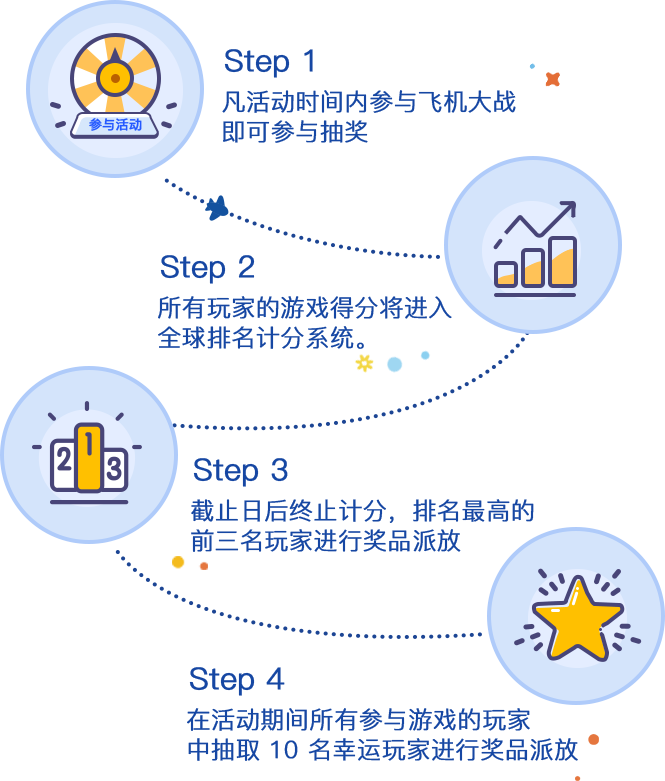 参与活动
Step 1
凡活动时间内参与飞机大战
即可参与抽奖
Step 2
所有玩家的游戏得分将进入
全球排名计分系统。
1
2
3
Step 3
截止日后终止计分，排名最高的
前三名玩家进行奖品派放
Step 4
在活动期间所有参与游戏的玩家
中抽取 10 名幸运玩家进行奖品派放